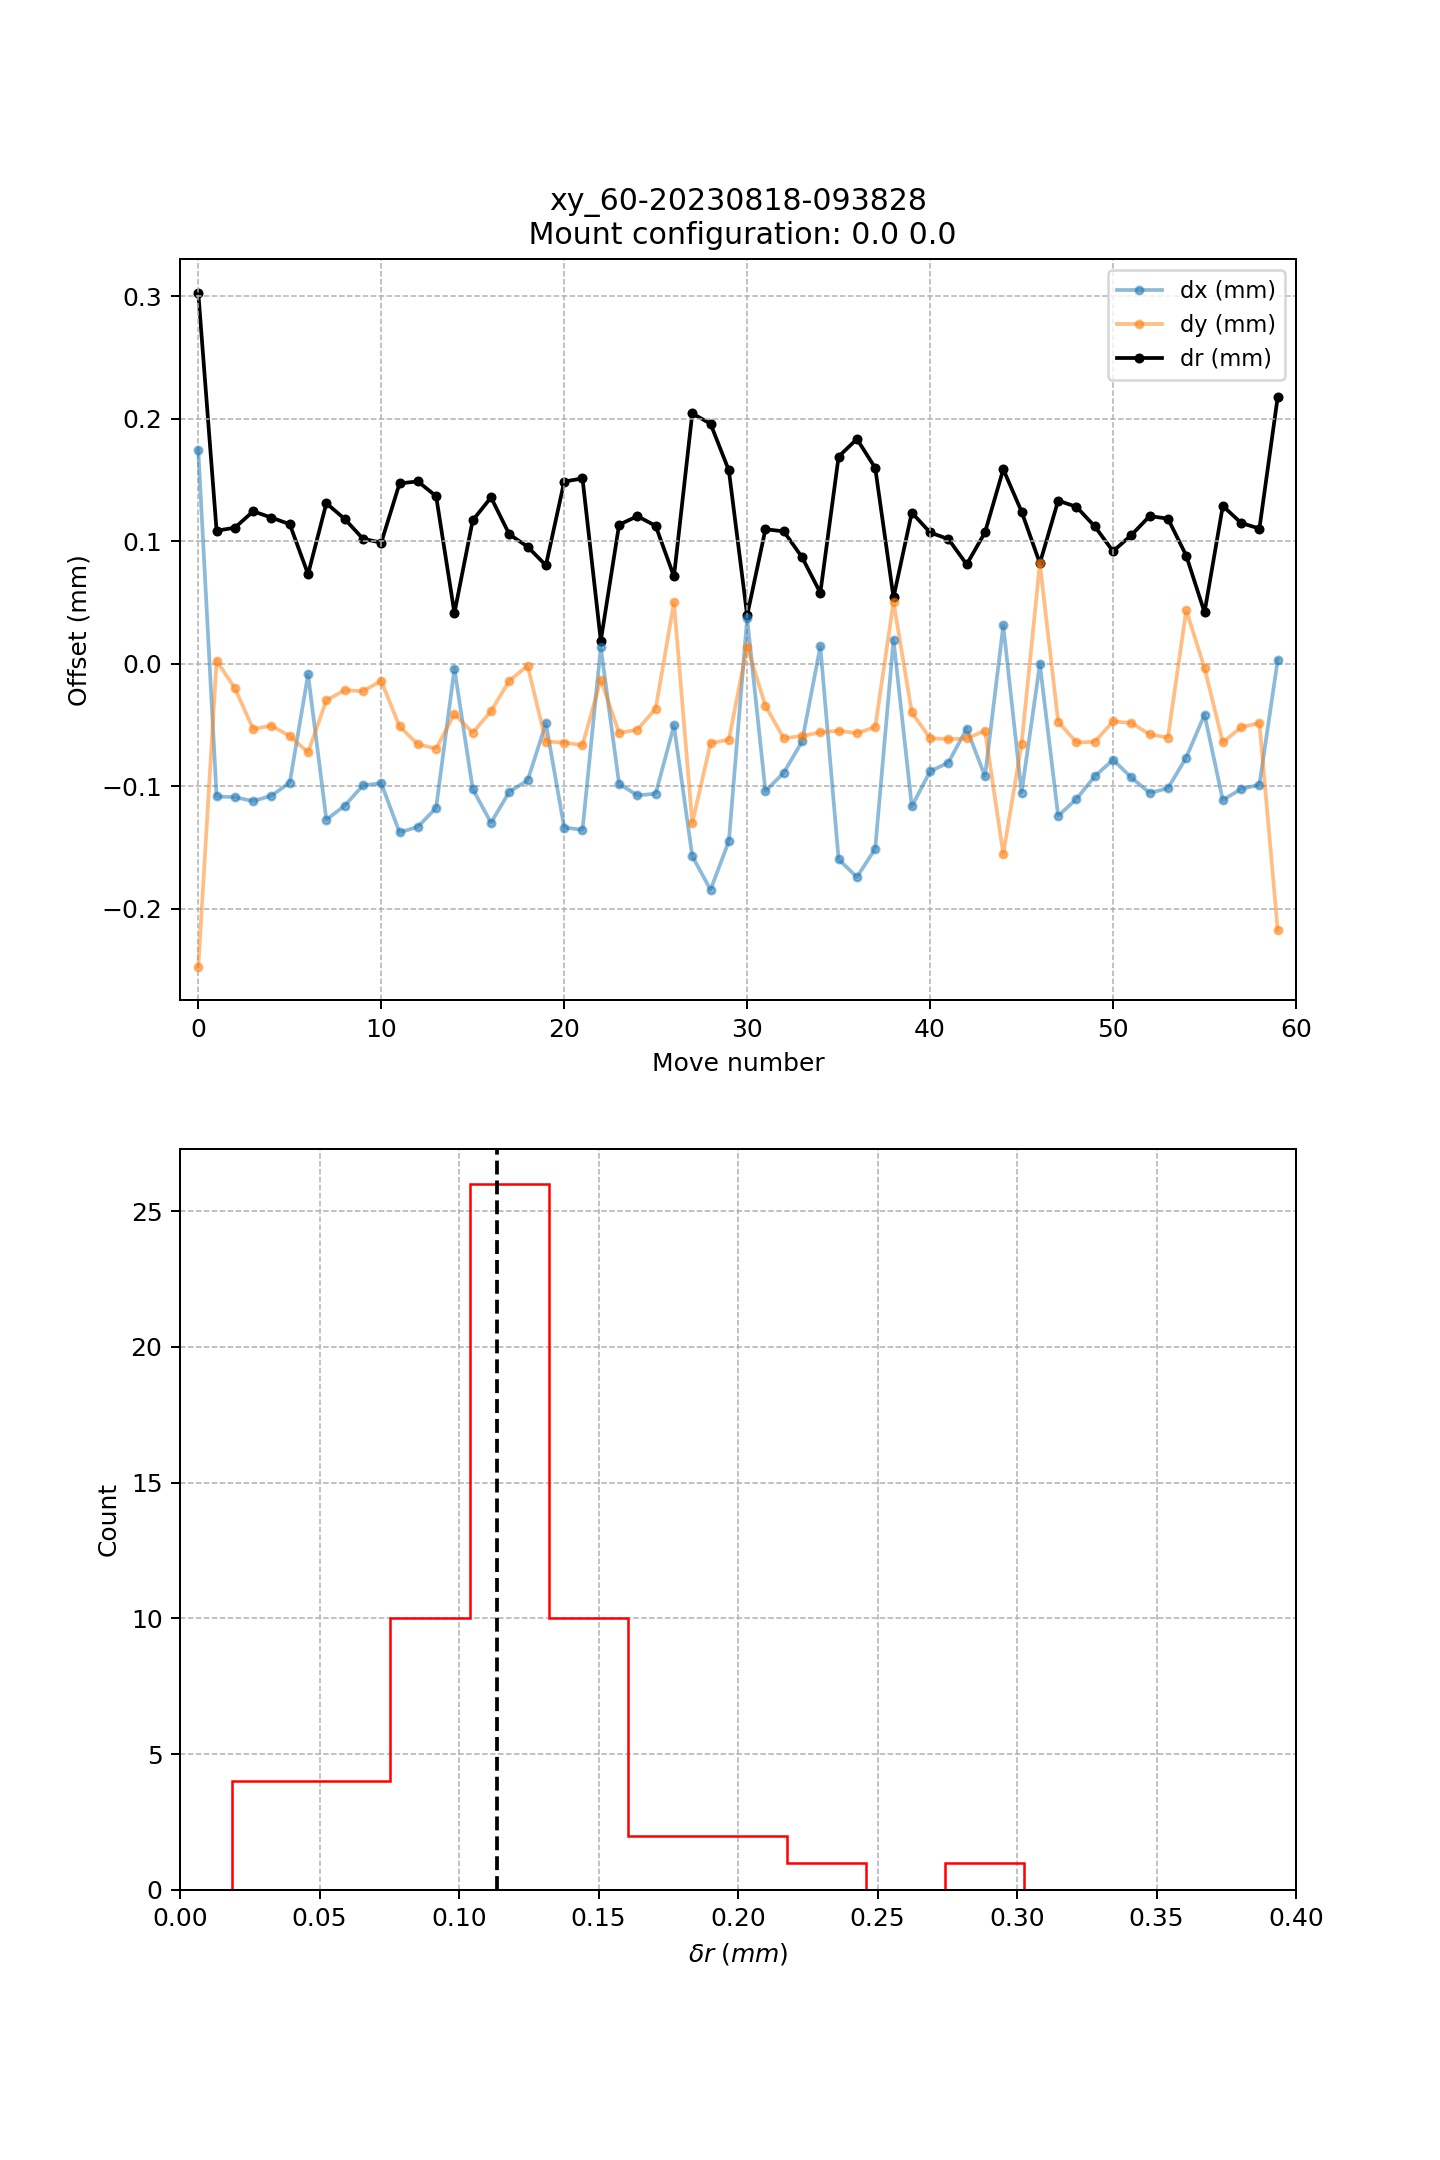 xy_60-20230818-093828
Mount configuration: 0.0 0.0
dx (mm)
dy (mm)
dr (mm)
0.3
0.2
0.1
0.0
−0.1
−0.2
Offset (mm)
0 10 20 30 40 50 60
Move number
25
20
15
10
5
0
Count
0.00 0.05 0.10 0.15 0.20 0.25 0.30 0.35 0.40
δr (mm)